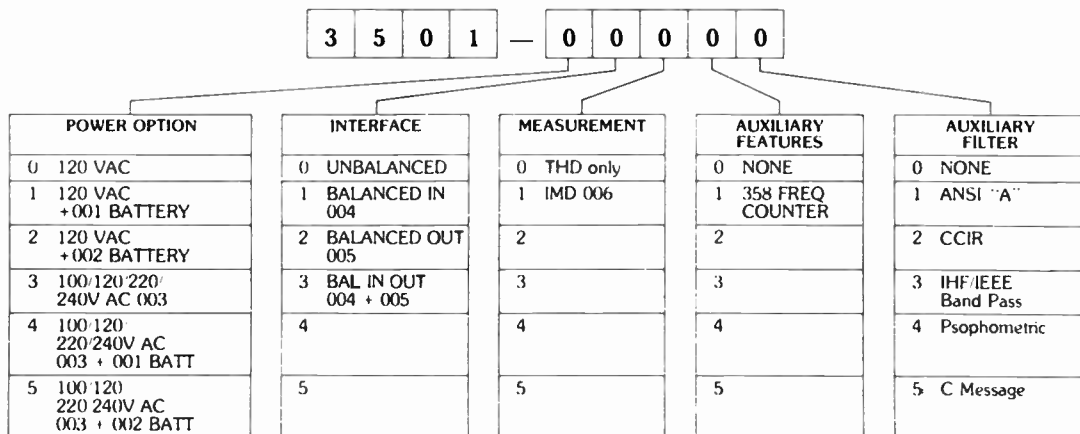 3 5 0 1 — 0 0 0 0 0
POWER OPTION
0 120 VAC
1 120 VAC
+001 BATTERY
2 120 VAC
+002 BATTERY
3 100/120/220/
240V AC 003
4 100/120
220/240V AC
003 + 001 BATT
5 100/120
220 240V AC
003 + 002 BATT
INTERFACE
0 UNBALANCED
1 BALANCED IN
004
2 BALANCED OUT
005
3 BAL IN OUT
004 + 005
4
5
MEASUREMENT
0 THD only
1 IMD 006
2
3
4
5
AUXILIARY
FEATURES
0 NONE
1 358 FREQ
COUNTER
2
3
4
5
AUXILIARY
FILTER
0 NONE
1 ANSI "A"
2 CCIR
3 IHF/IEEE
Band Pass
4 Psophometric
5 C Message